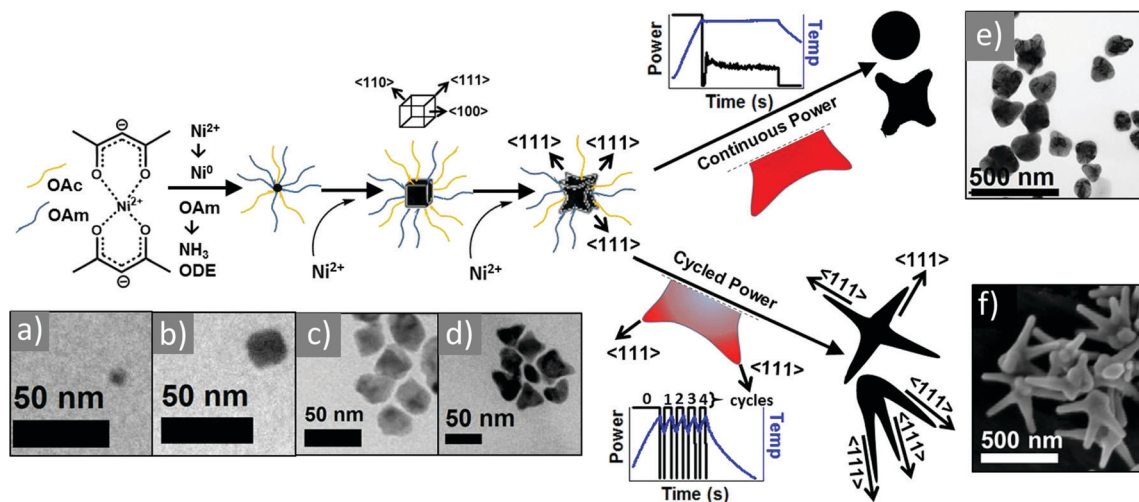 OAc
OAm
O
O
Ni2+
O
O
⊖
⊖
Ni2+
Ni0
OAm
NH3
ODE
Ni2+
<110>
<111>
<100>
Ni2+
<111>
<111>
<111>
Power
Temp
Time (s)
Continuous Power
Cycled Power
<111>
<111>
0 1 2 3 4 } cycles
Power
Temp
Time (s)
<111>
<111>
<111>
<111>
<111>
a)
50 nm
b)
50 nm
c)
50 nm
d)
50 nm
e)
500 nm
f)
500 nm